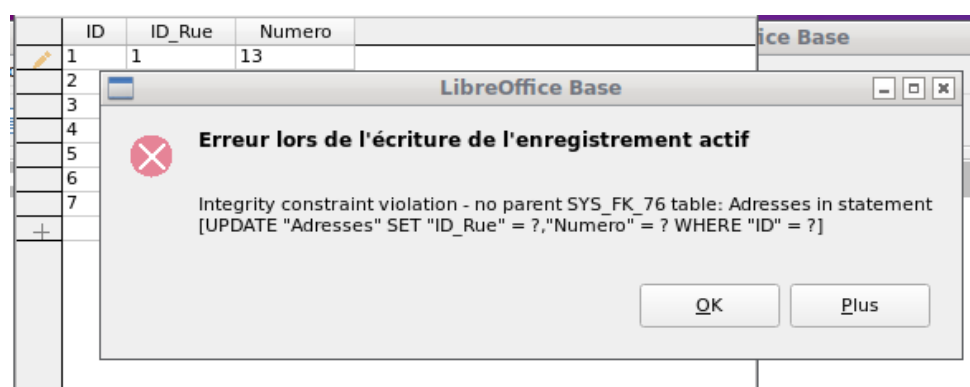 ID ID_Rue Numero
ice Base
1 1 13
2
LibreOffice Base
3
4
Erreur lors de l'écriture de l'enregistrement actif
5
6
7
Integrity constraint violation - no parent SYS_FK_76 table: Adresses in statement
[UPDATE "Adresses" SET "ID_Rue" = ?,"Numero" = ? WHERE "ID" = ?]
OK Plus